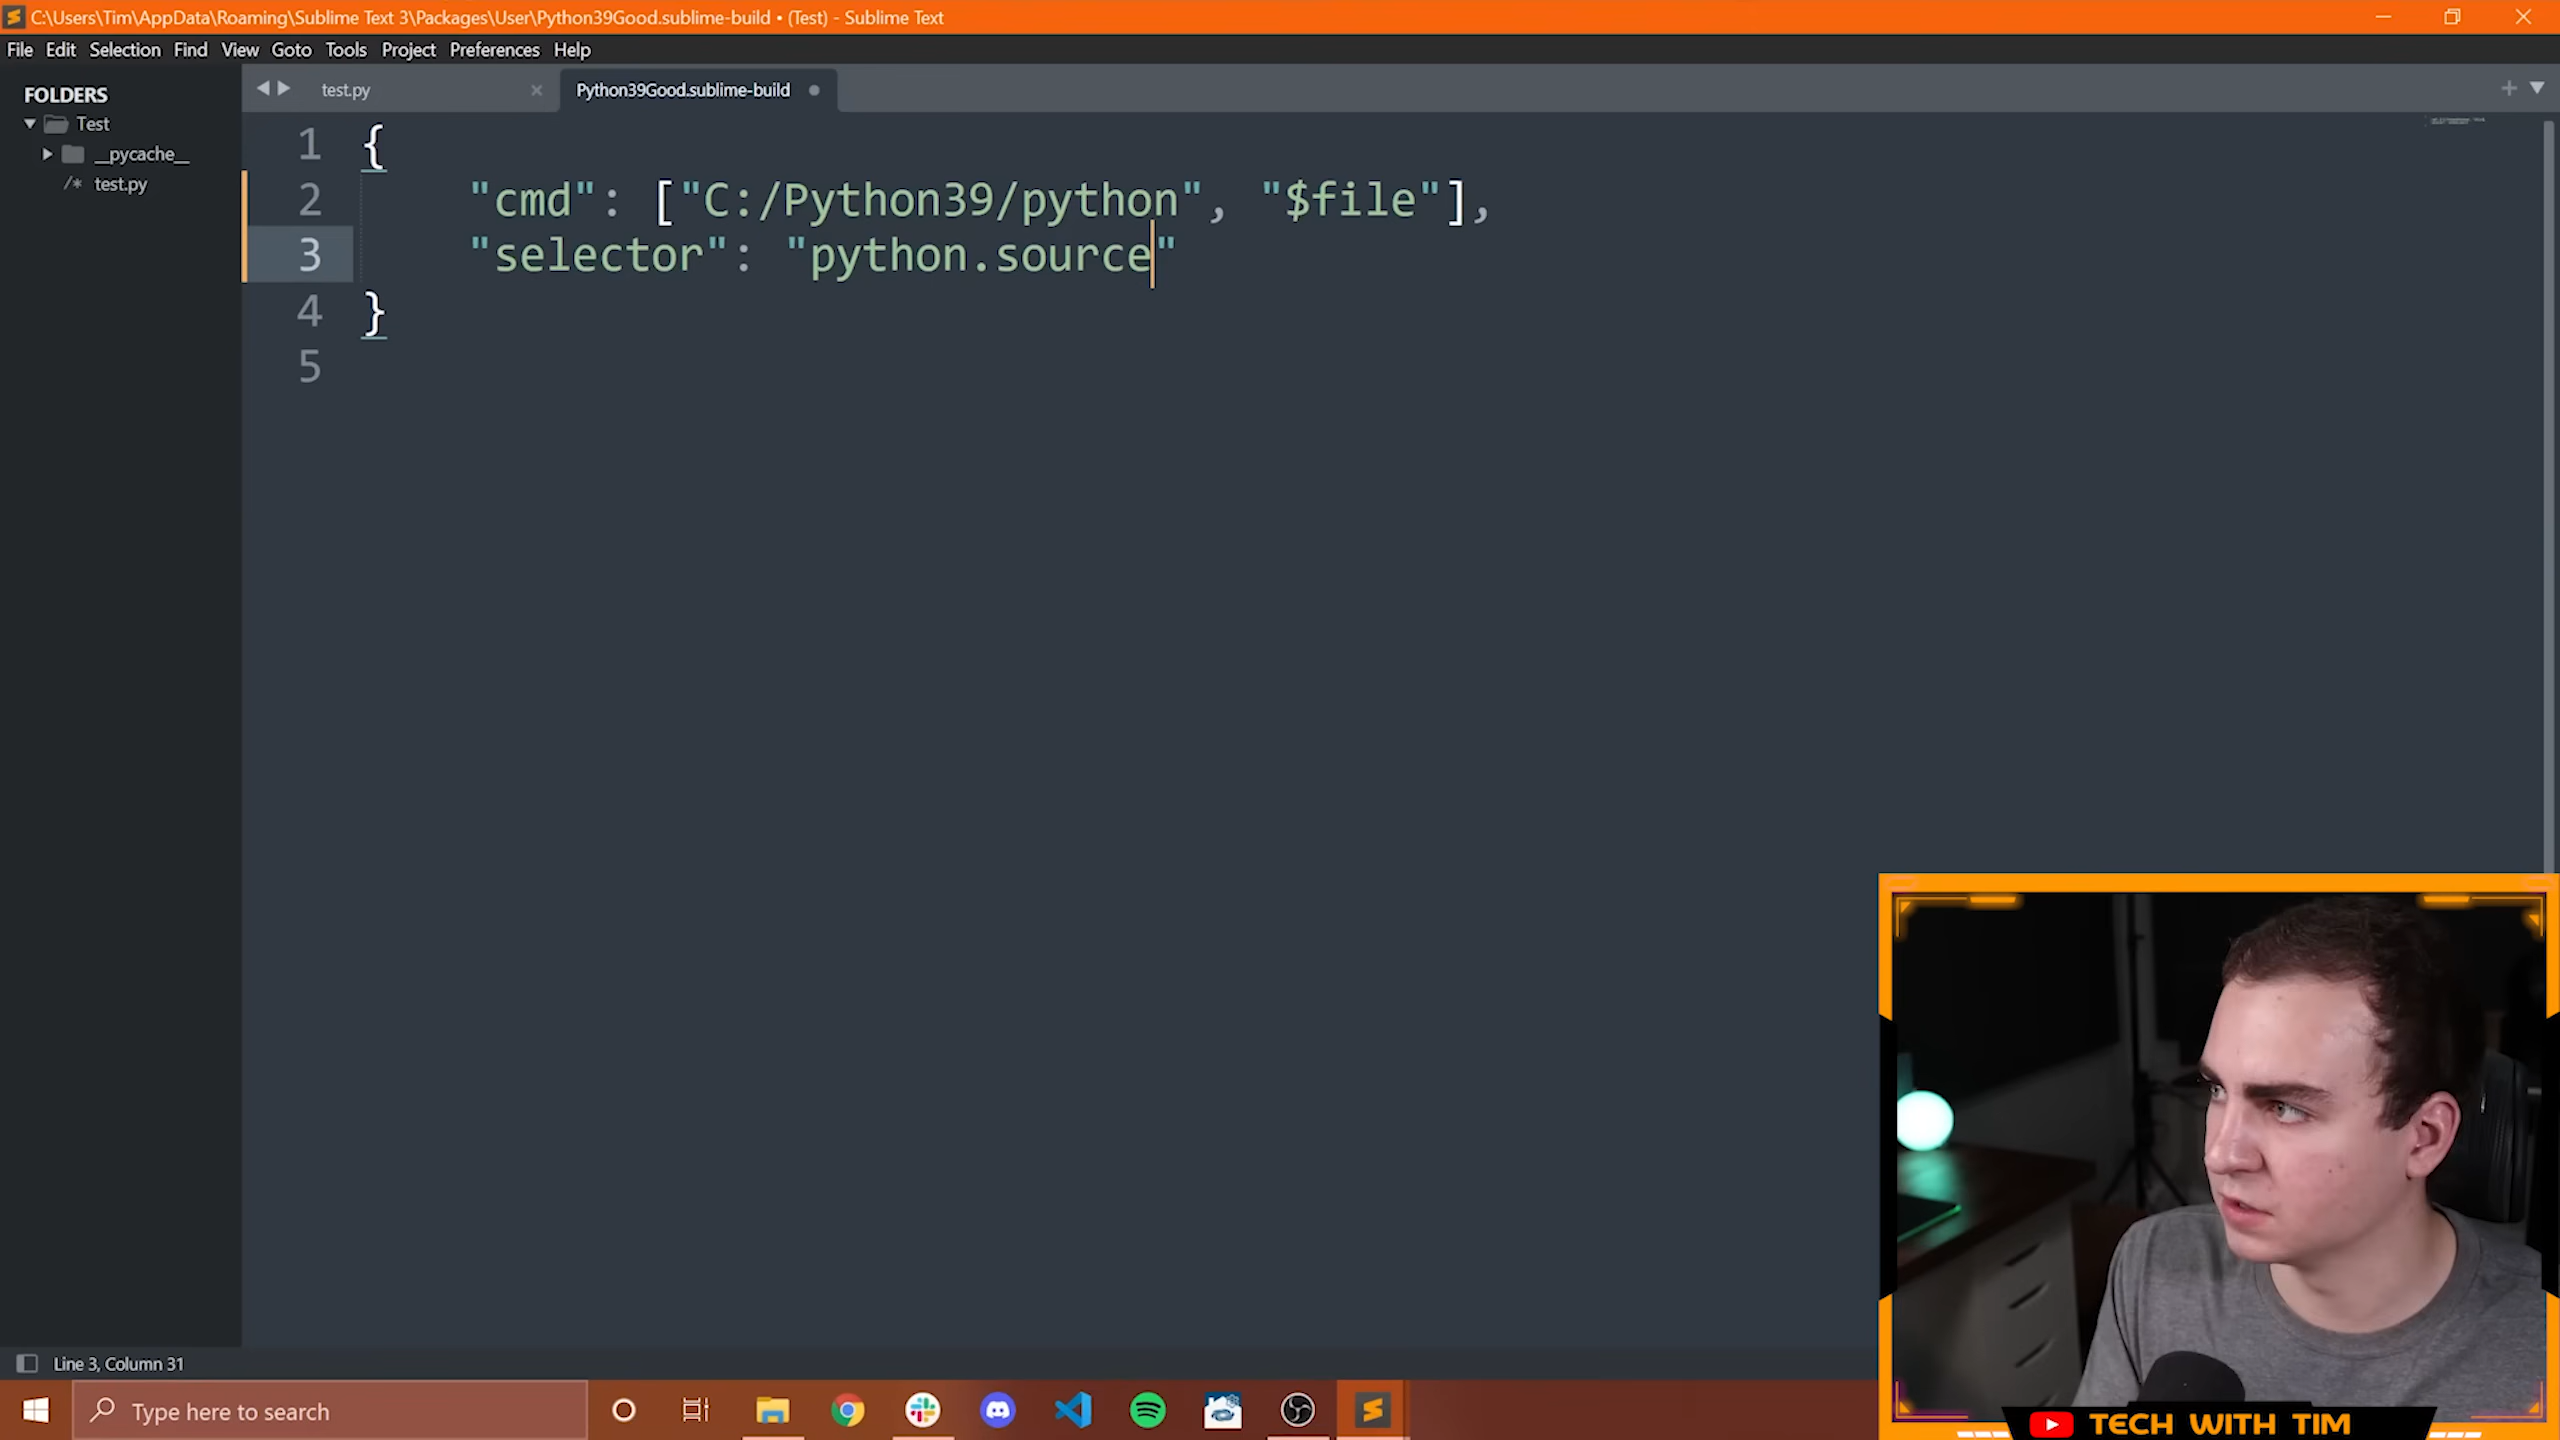 C:\Users\Tim\AppData\Roaming\Sublime Text 3\Packages\User\Python39Good.sublime-build • (Test) - Sublime Text
File Edit Selection Find View Goto Tools Project Preferences Help
FOLDERS
Test
__pycache__
/* test.py
test.py
Python39Good.sublime-build
1 {
2 "cmd": ["C:/Python39/python", "$file"],
3 "selector": "python.source"
4 }
5
Line 3, Column 31
Type here to search
TECH WITH TIM